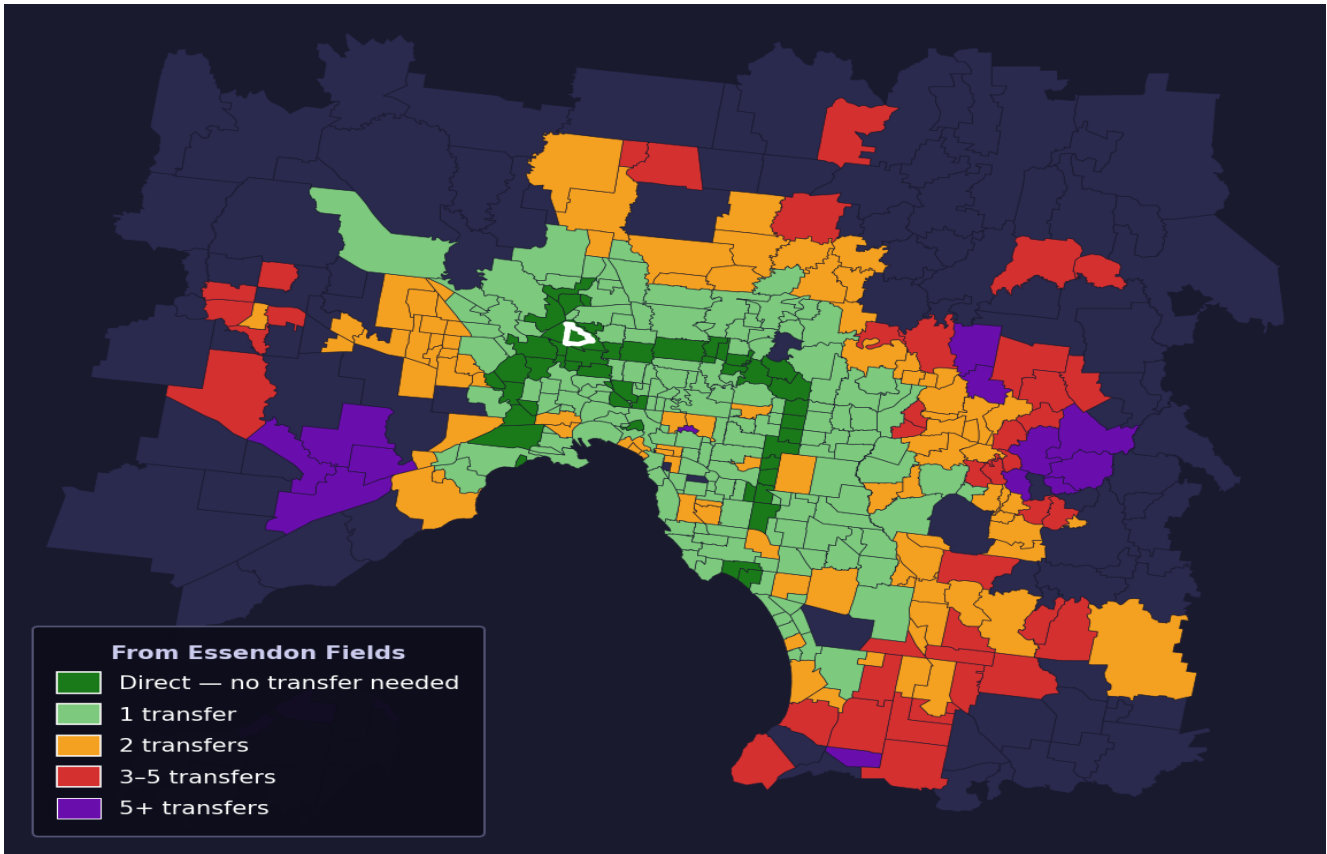 From Essendon Fields
Direct — no transfer needed
1 transfer
2 transfers
3–5 transfers
5+ transfers